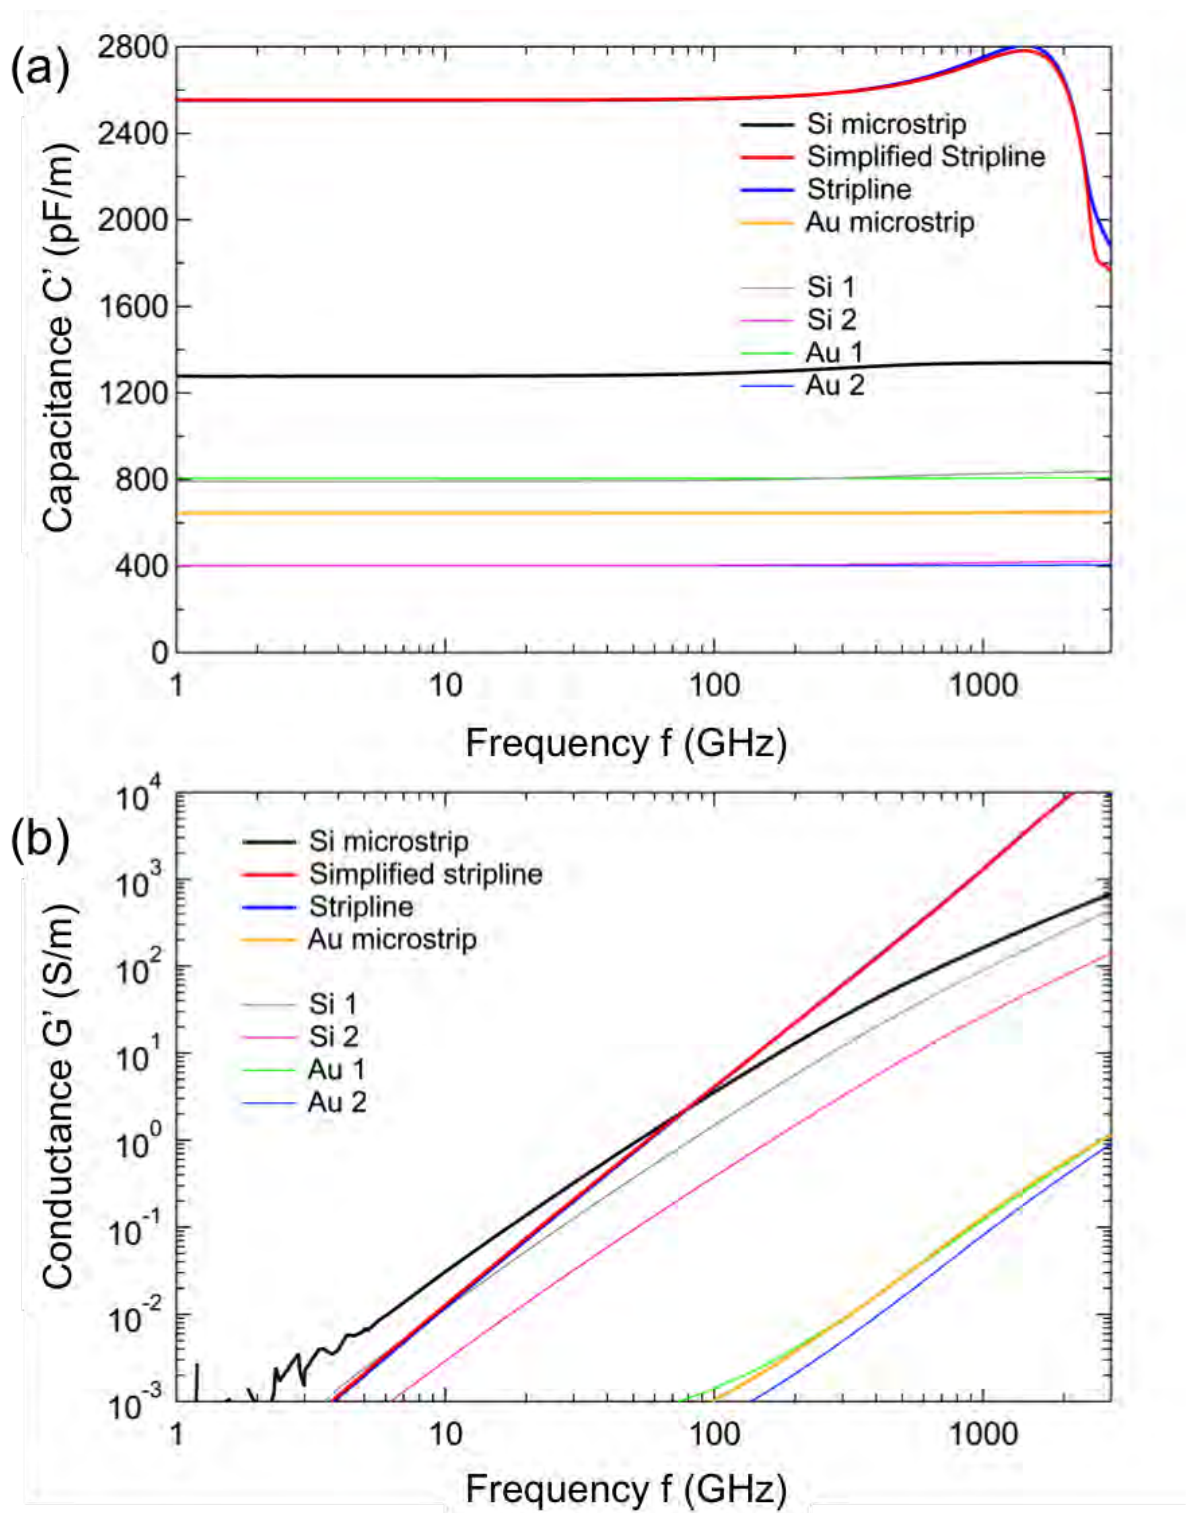 (a)
Capacitance C' (pF/m)
2800
2400
2000
1600
1200
800
400
0
Si microstrip
Simplified Stripline
Stripline
Au microstrip
Si 1
Si 2
Au 1
Au 2
1 10 100 1000
Frequency f (GHz)
(b)
Conductance G' (S/m)
10^4
10^3
10^2
10^1
10^0
10^-1
10^-2
10^-3
Si microstrip
Simplified stripline
Stripline
Au microstrip
Si 1
Si 2
Au 1
Au 2
1 10 100 1000
Frequency f (GHz)